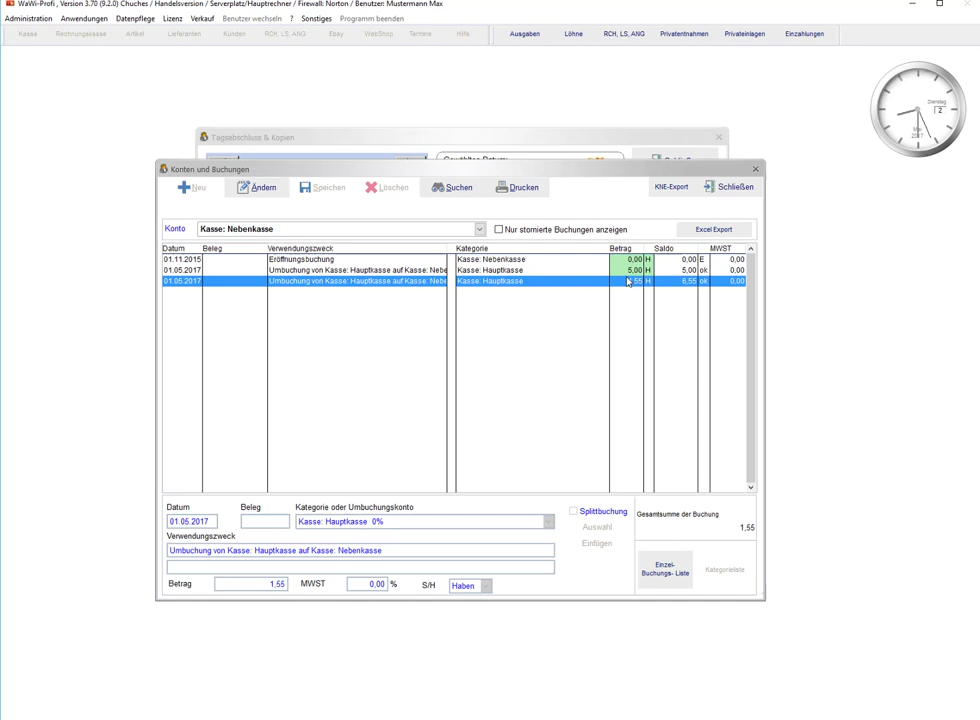 WaWi-Profi , Version 3.70 (9.2.0) Chuches / Handelsversion / Serverplatz/Hauptrechner / Firewall: Norton / Benutzer: Mustermann Max
Administration Anwendungen Datenpflege Lizenz Verkauf Benutzer wechseln ? Sonstiges Programm beenden
Kasse Rechnungskasse Artikel Lieferanten Kunden RCH, LS, ANG Ebay WebShop Termine Hilfe Ausgaben Löhne RCH, LS, ANG Privatentnahmen Privateinlagen Einzahlungen
Dienstag
2
Mai
2017
Tagsabschluss & Kopien
Konten und Buchungen
Neu Ändern Speichen Löschen Suchen Drucken KNE-Export Schließen
Konto Kasse: Nebenkasse Nur stornierte Buchungen anzeigen Excel Export
Datum Beleg Verwendungszweck Kategorie Betrag Saldo MWST
01.11.2015 Eröffnungsbuchung Kasse: Nebenkasse 0,00 H 0,00 E 0,00
01.05.2017 Umbuchung von Kasse: Hauptkasse auf Kasse: Nebe Kasse: Hauptkasse 5,00 H 5,00 ok 0,00
01.05.2017 Umbuchung von Kasse: Hauptkasse auf Kasse: Nebe Kasse: Hauptkasse 55 H 6,55 ok 0,00
Datum Beleg Kategorie oder Umbuchungskonto Splittbuchung Gesamtsumme der Buchung
01.05.2017 Kasse: Hauptkasse 0% Auswahl 1,55
Verwendungszweck Einfügen
Umbuchung von Kasse: Hauptkasse auf Kasse: Nebenkasse
Einzel-
Buchungs- Liste Kategorieliste
Betrag 1,55 MWST 0,00 % S/H Haben